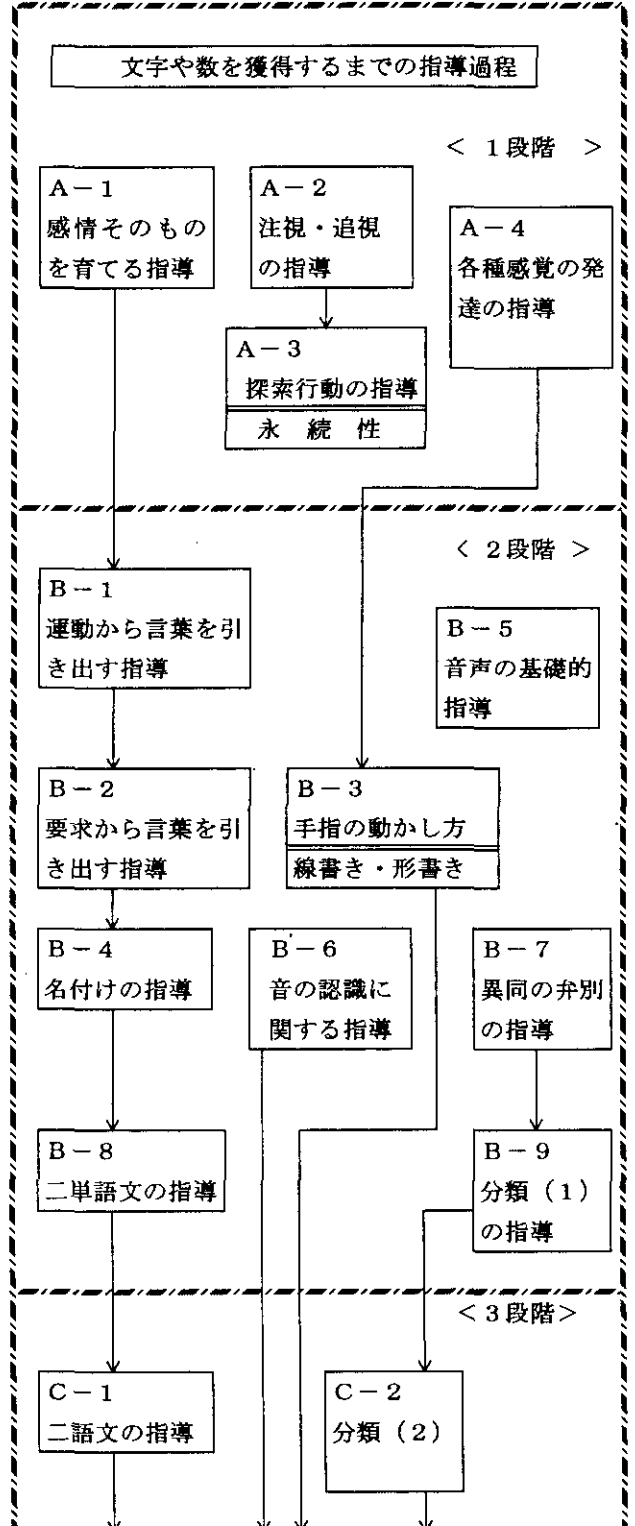 文字や数を獲得するまでの指導過程
< 1段階 >
A-1
感情そのもの
を育てる指導
A-2
注視・追視
の指導
A-4
各種感覚の発
達の指導
A-3
探索行動の指導
永 続 性
< 2段階 >
B-1
運動から言葉を引
き出す指導
B-5
音声の基礎的
指導
B-2
要求から言葉を引
き出す指導
B-3
手指の動かし方
線書き・形書き
B-4
名付けの指導
B-6
音の認識に
関する指導
B-7
異同の弁別
の指導
B-8
二単語文の指導
B-9
分類(1)
の指導
<3段階>
C-1
二語文の指導
C-2
分類(2)